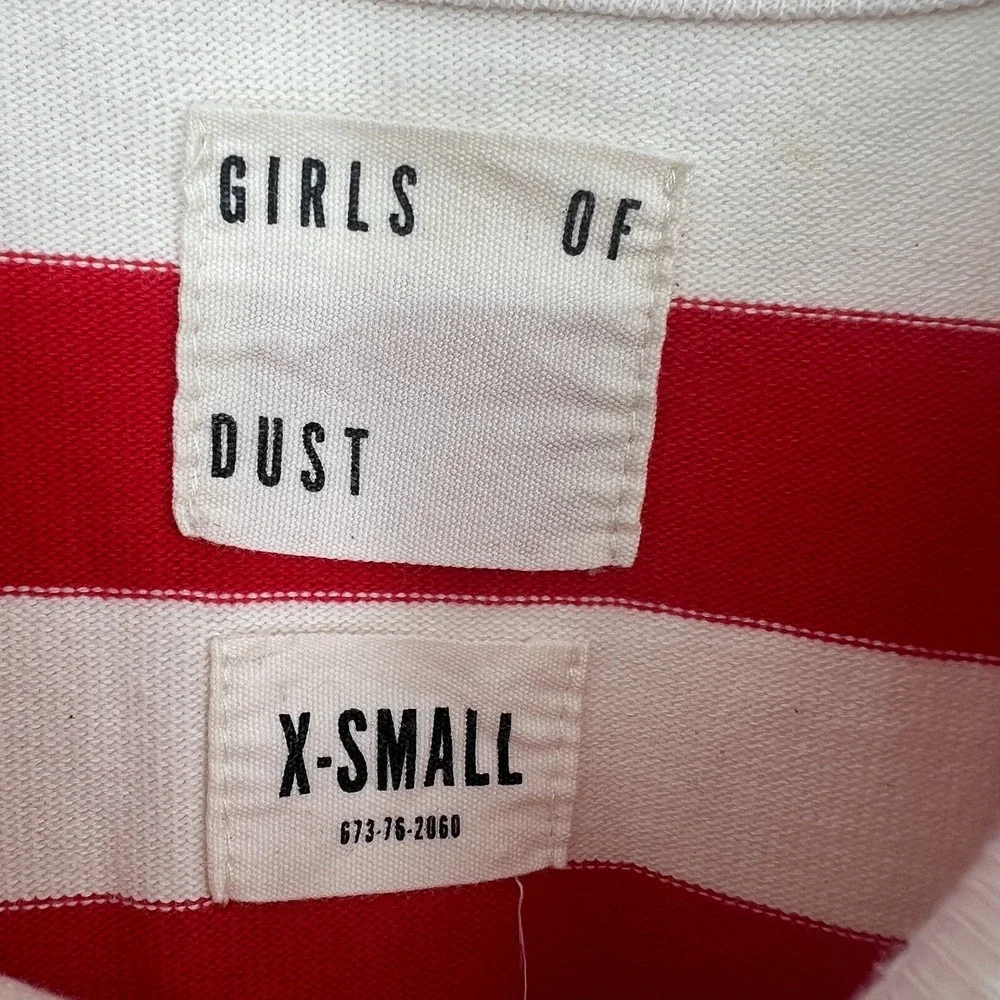 GIRLS OF
DUST
X-SMALL
673-76-2060